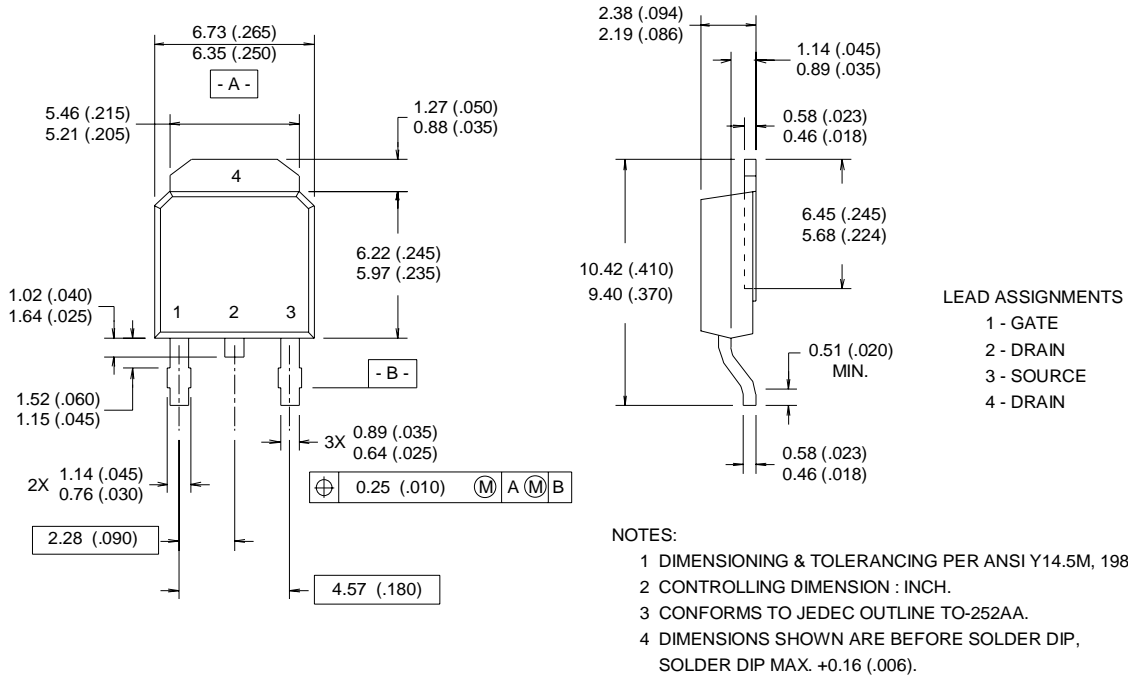 6.73 (.265)
6.35 (.250)
- A -
5.46 (.215)
5.21 (.205)
1.27 (.050)
0.88 (.035)
4
6.22 (.245)
5.97 (.235)
1.02 (.040)
1.64 (.025)
1 2 3
- B -
1.52 (.060)
1.15 (.045)
3X 0.89 (.035)
0.64 (.025)
2X 1.14 (.045)
0.76 (.030)
⌖ 0.25 (.010) Ⓜ A Ⓜ B
2.28 (.090)
4.57 (.180)
2.38 (.094)
2.19 (.086)
1.14 (.045)
0.89 (.035)
0.58 (.023)
0.46 (.018)
6.45 (.245)
5.68 (.224)
10.42 (.410)
9.40 (.370)
0.51 (.020)
MIN.
0.58 (.023)
0.46 (.018)
LEAD ASSIGNMENTS
1 - GATE
2 - DRAIN
3 - SOURCE
4 - DRAIN
NOTES:
1 DIMENSIONING & TOLERANCING PER ANSI Y14.5M, 198
2 CONTROLLING DIMENSION : INCH.
3 CONFORMS TO JEDEC OUTLINE TO-252AA.
4 DIMENSIONS SHOWN ARE BEFORE SOLDER DIP,
SOLDER DIP MAX. +0.16 (.006).